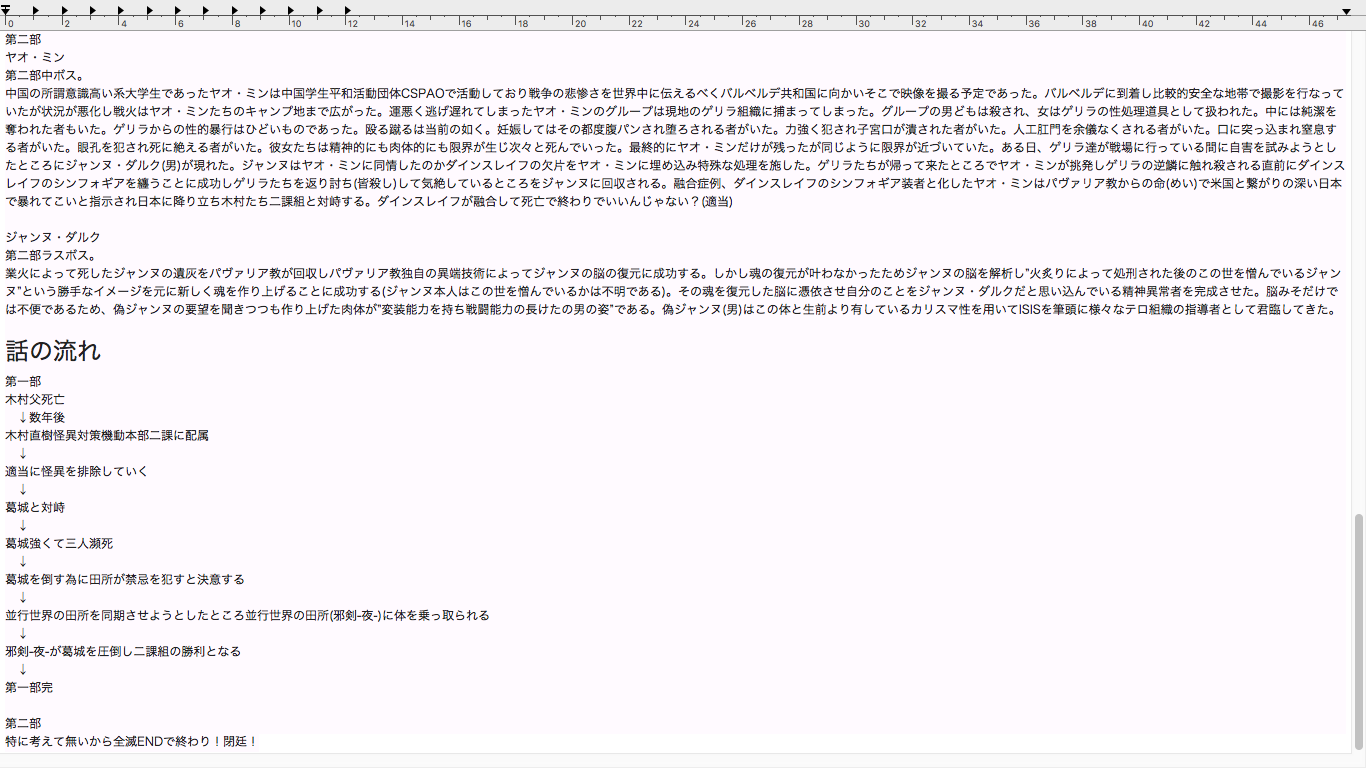 0 2 4 6 8 10 12 14 16 18 20 22 24 26 28 30 32 34 36 38 40 42 44 46
第二部
ヤオ・ミン
第二部中ボス。
中国の所謂意識高い系大学生であったヤオ・ミンは中国学生平和活動団体CSPAOで活動しており戦争の悲惨さを世界中に伝えるべくバルベルデ共和国に向かいそこで映像を撮る予定であった。バルベルデに到着し比較的安全な地帯で撮影を行なって
いたが状況が悪化し戦火はヤオ・ミンたちのキャンプ地まで広がった。運悪く逃げ遅れてしまったヤオ・ミンのグループは現地のゲリラ組織に捕まってしまった。グループの男どもは殺され、女はゲリラの性処理道具として扱われた。中には純潔を
奪われた者もいた。ゲリラからの性的暴行はひどいものであった。殴る蹴るは当前の如く。妊娠してはその都度腹パンされ堕ろされる者がいた。力強く犯され子宮口が潰された者がいた。人工肛門を余儀なくされる者がいた。口に突っ込まれ窒息す
る者がいた。眼孔を犯され死に絶える者がいた。彼女たちは精神的にも肉体的にも限界が生じ次々と死んでいった。最終的にヤオ・ミンだけが残ったが同じように限界が近づいていた。ある日、ゲリラ達が戦場に行っている間に自害を試みようとし
たところにジャンヌ・ダルク(男)が現れた。ジャンヌはヤオ・ミンに同情したのかダインスレイフの欠片をヤオ・ミンに埋め込み特殊な処理を施した。ゲリラたちが帰って来たところでヤオ・ミンが挑発しゲリラの逆鱗に触れ殺される直前にダインス
レイフのシンフォギアを纏うことに成功しゲリラたちを返り討ち(皆殺し)して気絶しているところをジャンヌに回収される。融合症例、ダインスレイフのシンフォギア装者と化したヤオ・ミンはパヴァリア教からの命(めい)で米国と繋がりの深い日本
で暴れてこいと指示され日本に降り立ち木村たち二課組と対峙する。ダインスレイフが融合して死亡で終わりでいいんじゃない？(適当)
ジャンヌ・ダルク
第二部ラスボス。
業火によって死したジャンヌの遺灰をパヴァリア教が回収しパヴァリア教独自の異端技術によってジャンヌの脳の復元に成功する。しかし魂の復元が叶わなかったためジャンヌの脳を解析し"火炙りによって処刑された後のこの世を憎んでいるジャン
ヌ"という勝手なイメージを元に新しく魂を作り上げることに成功する(ジャンヌ本人はこの世を憎んでいるかは不明である)。その魂を復元した脳に憑依させ自分のことをジャンヌ・ダルクだと思い込んでいる精神異常者を完成させた。脳みそだけで
は不便であるため、偽ジャンヌの要望を聞きつつも作り上げた肉体が"変装能力を持ち戦闘能力の長けたの男の姿"である。偽ジャンヌ(男)はこの体と生前より有しているカリスマ性を用いてISISを筆頭に様々なテロ組織の指導者として君臨してきた。
話の流れ
第一部
木村父死亡
↓数年後
木村直樹怪異対策機動本部二課に配属
↓
適当に怪異を排除していく
↓
葛城と対峙
↓
葛城強くて三人瀕死
↓
葛城を倒す為に田所が禁忌を犯すと決意する
↓
並行世界の田所を同期させようとしたところ並行世界の田所(邪剣-夜-)に体を乗っ取られる
↓
邪剣-夜-が葛城を圧倒し二課組の勝利となる
↓
第一部完
第二部
特に考えて無いから全滅ENDで終わり！閉廷！